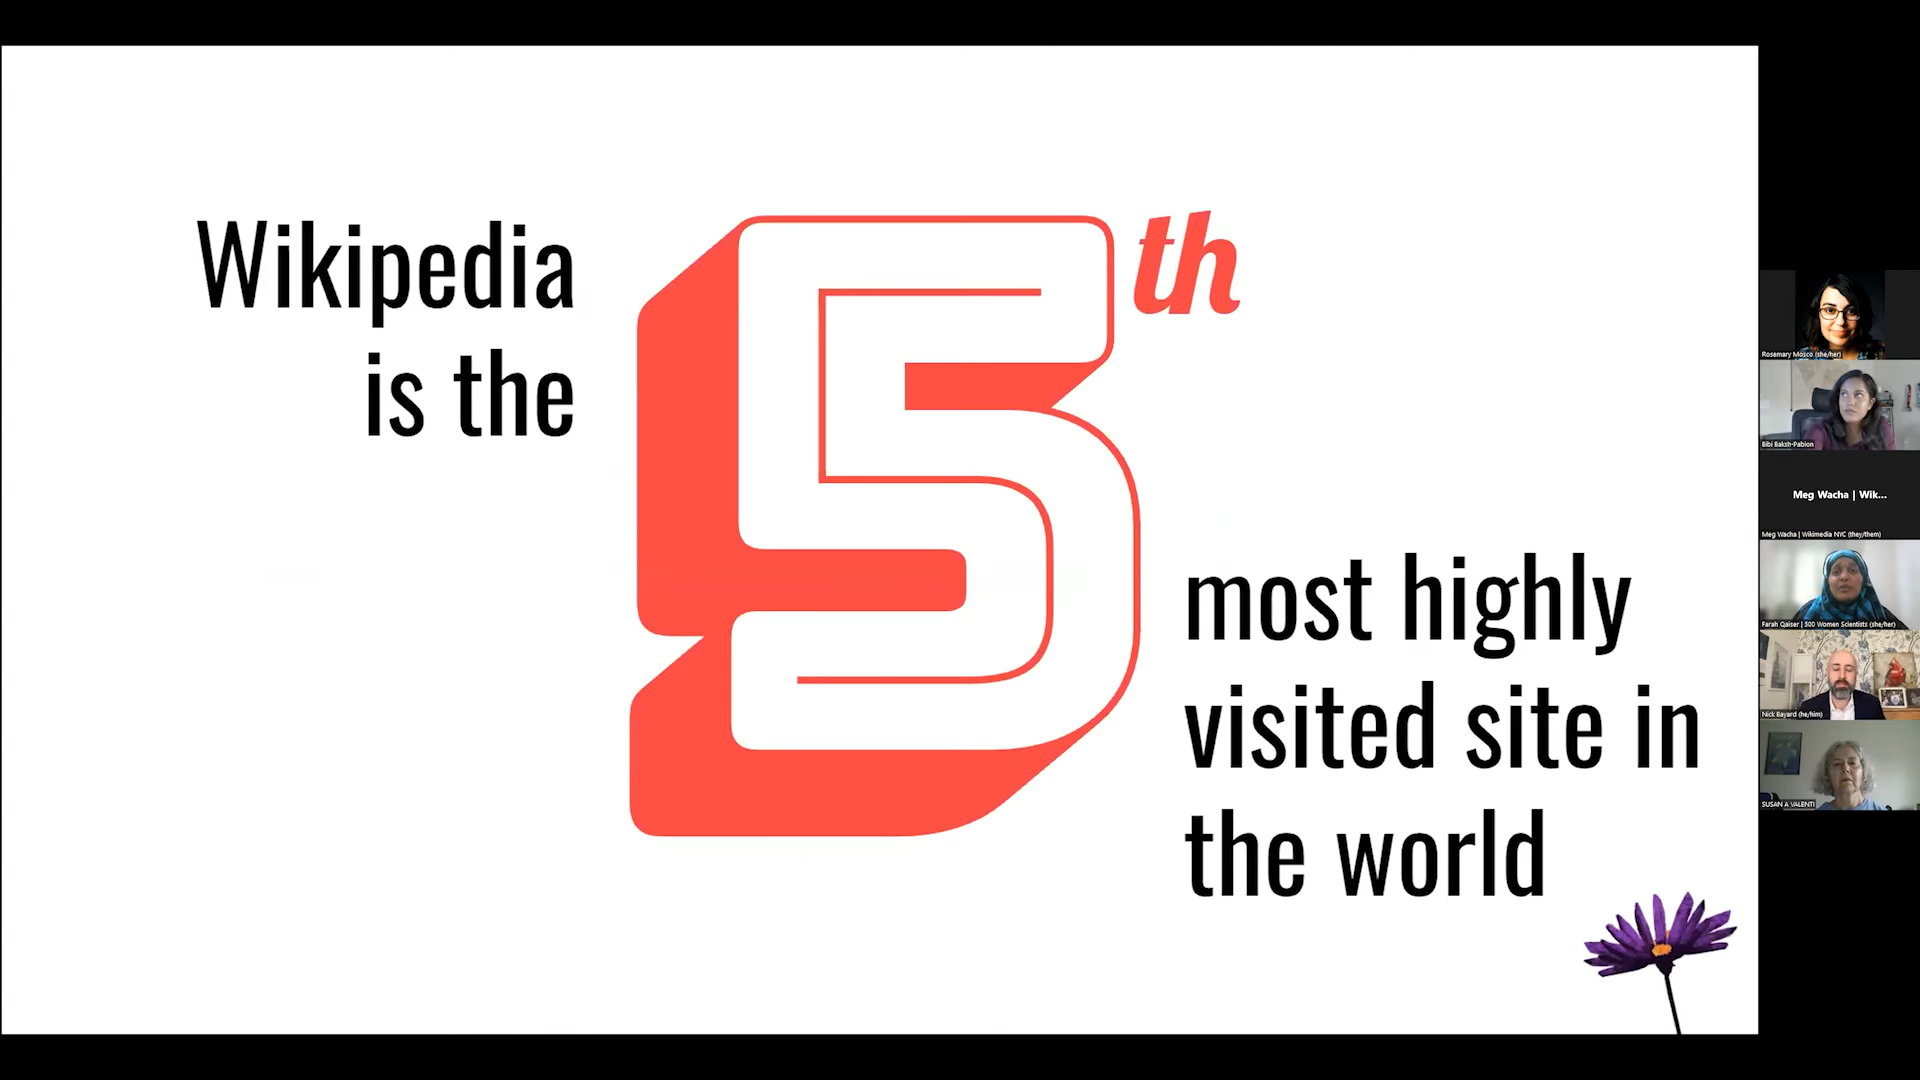 Wikipedia
is the
5th
most highly
visited site in
the world
Rosemary Mosco (she/her)
Bibi Baksh-Pabion
Meg Wacha | Wik...
Meg Wacha | Wikimedia NYC (they/them)
Farah Qaiser | 500 Women Scientists (she/her)
Nick Bayard (he/him)
SUSAN A VALENTI